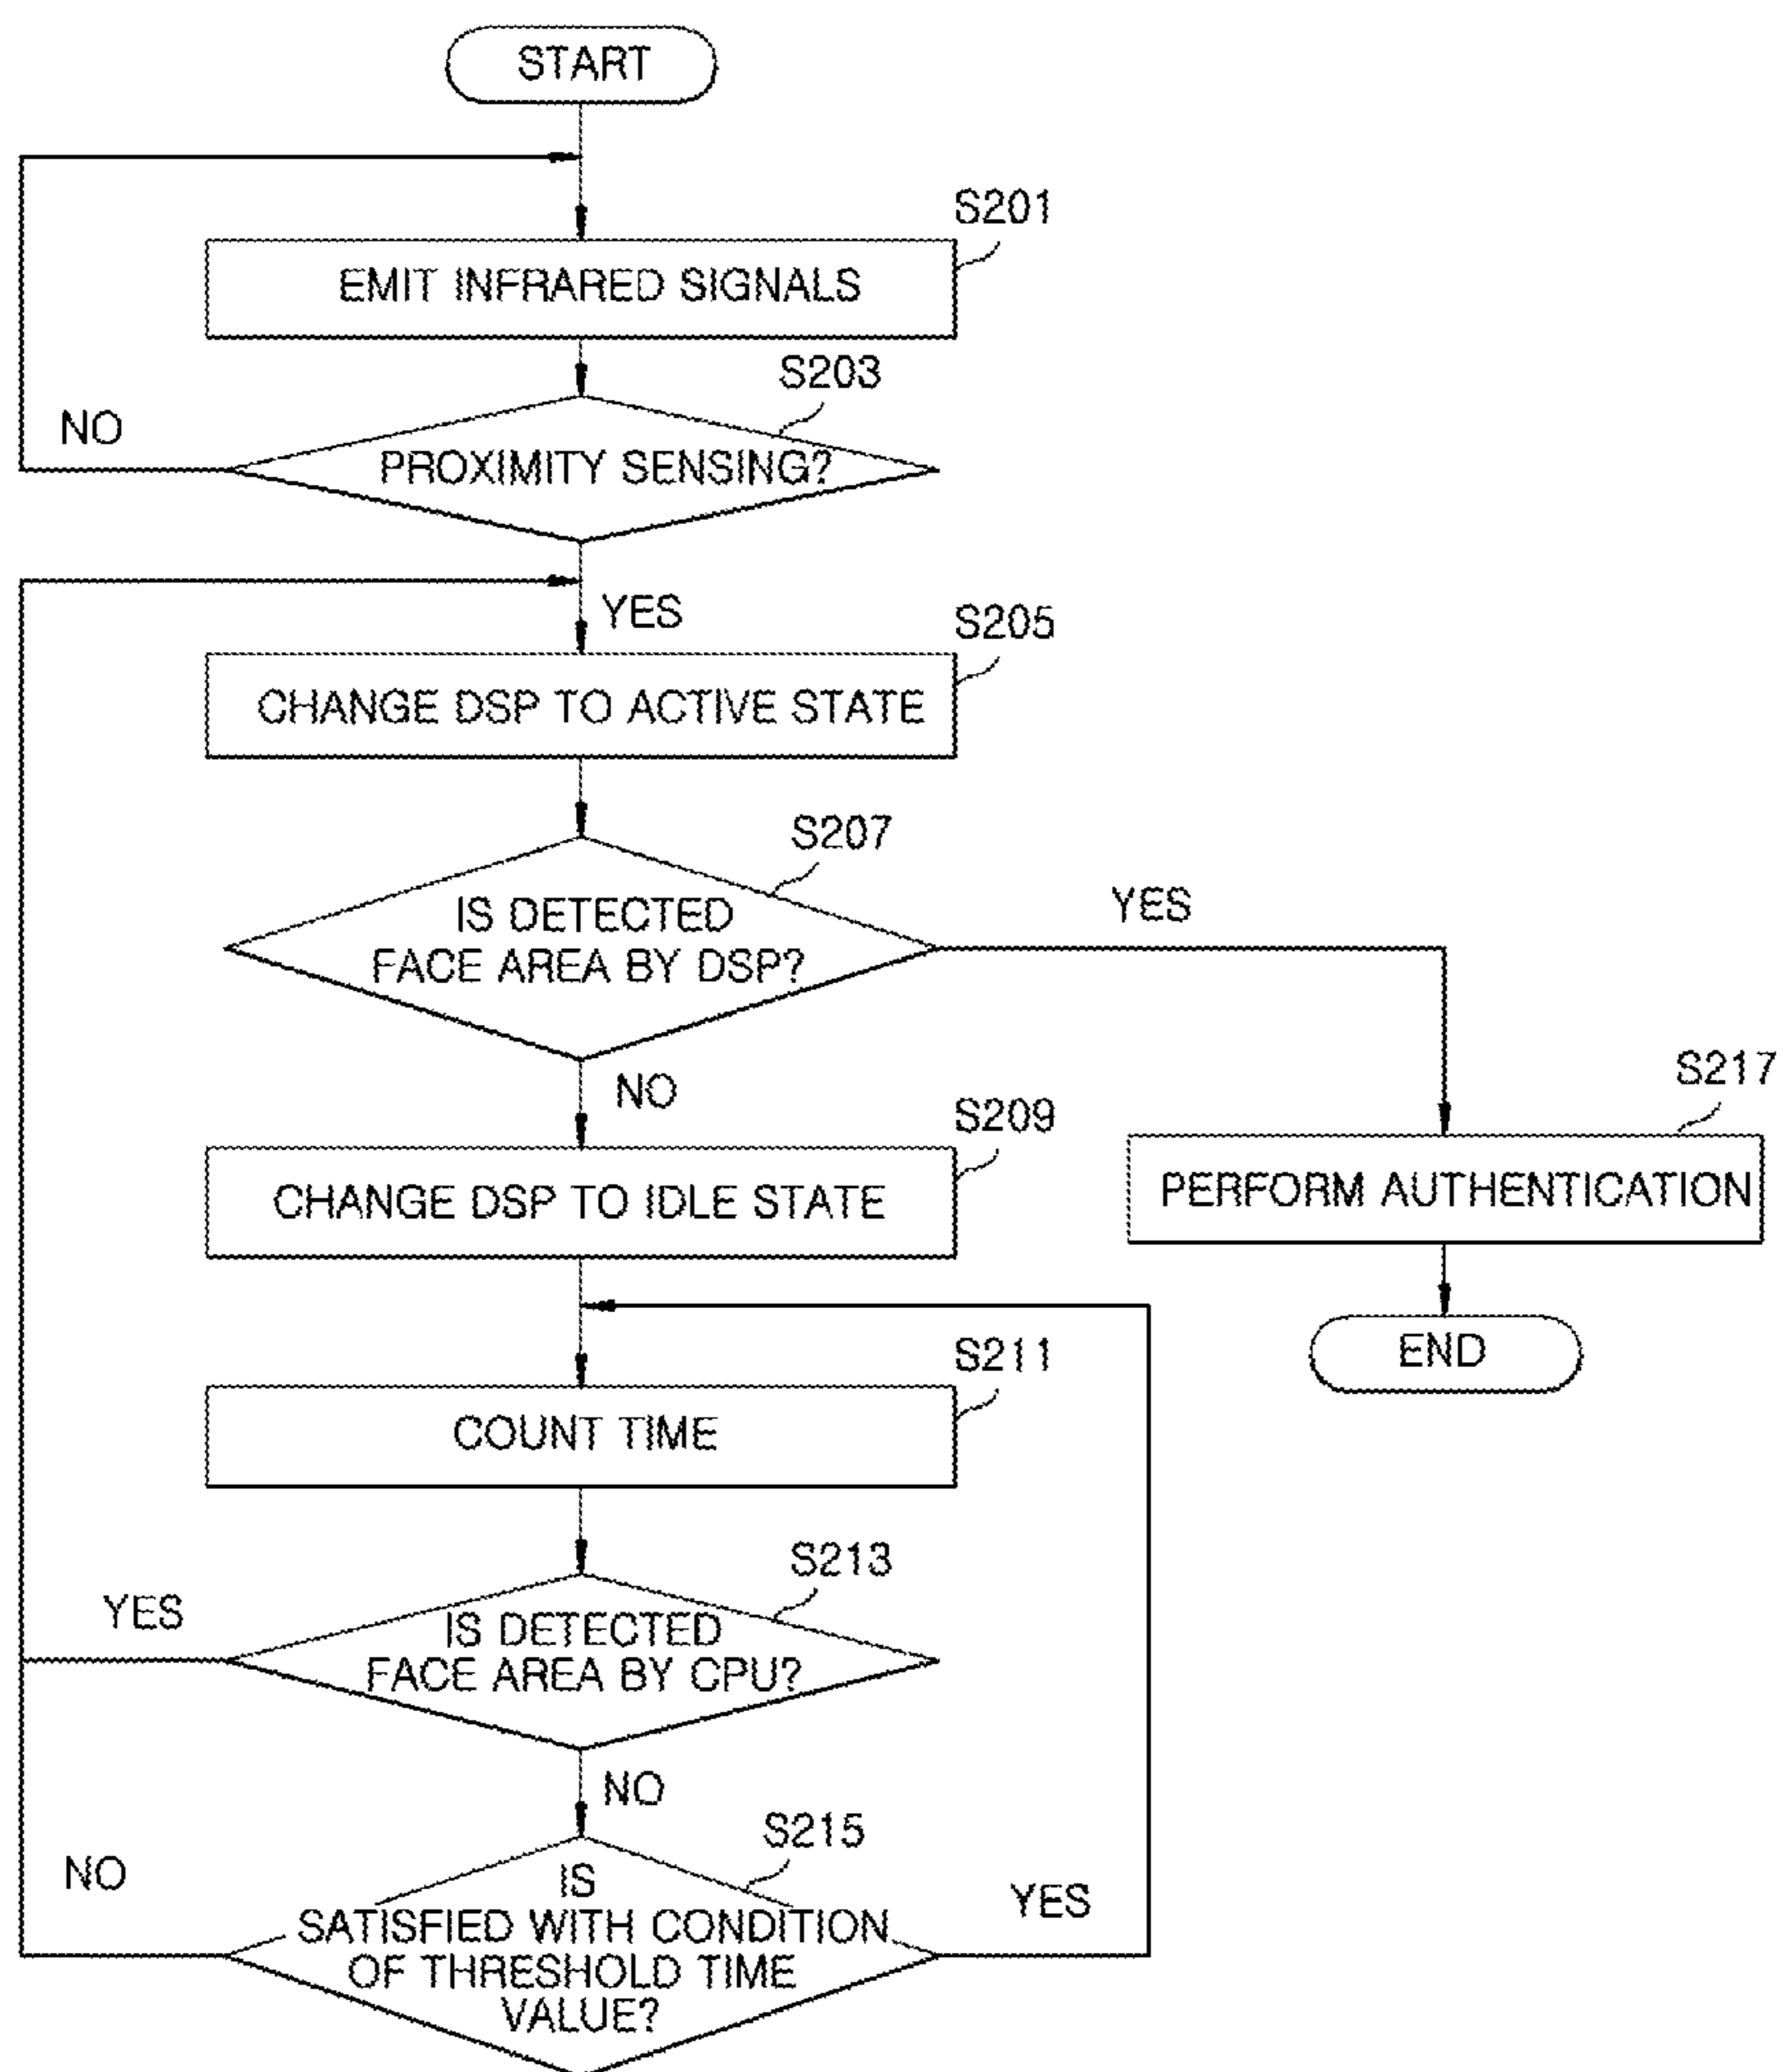 START
S201
EMIT INFRARED SIGNALS
S203
NO
PROXIMITY SENSING?
YES
S205
CHANGE DSP TO ACTIVE STATE
S207
IS DETECTED
FACE AREA BY DSP?
YES
NO
S209
CHANGE DSP TO IDLE STATE
S217
PERFORM AUTHENTICATION
END
S211
COUNT TIME
S213
YES
IS DETECTED
FACE AREA BY CPU?
NO
S215
NO
IS
SATISFIED WITH CONDITION
OF THRESHOLD TIME
VALUE?
YES